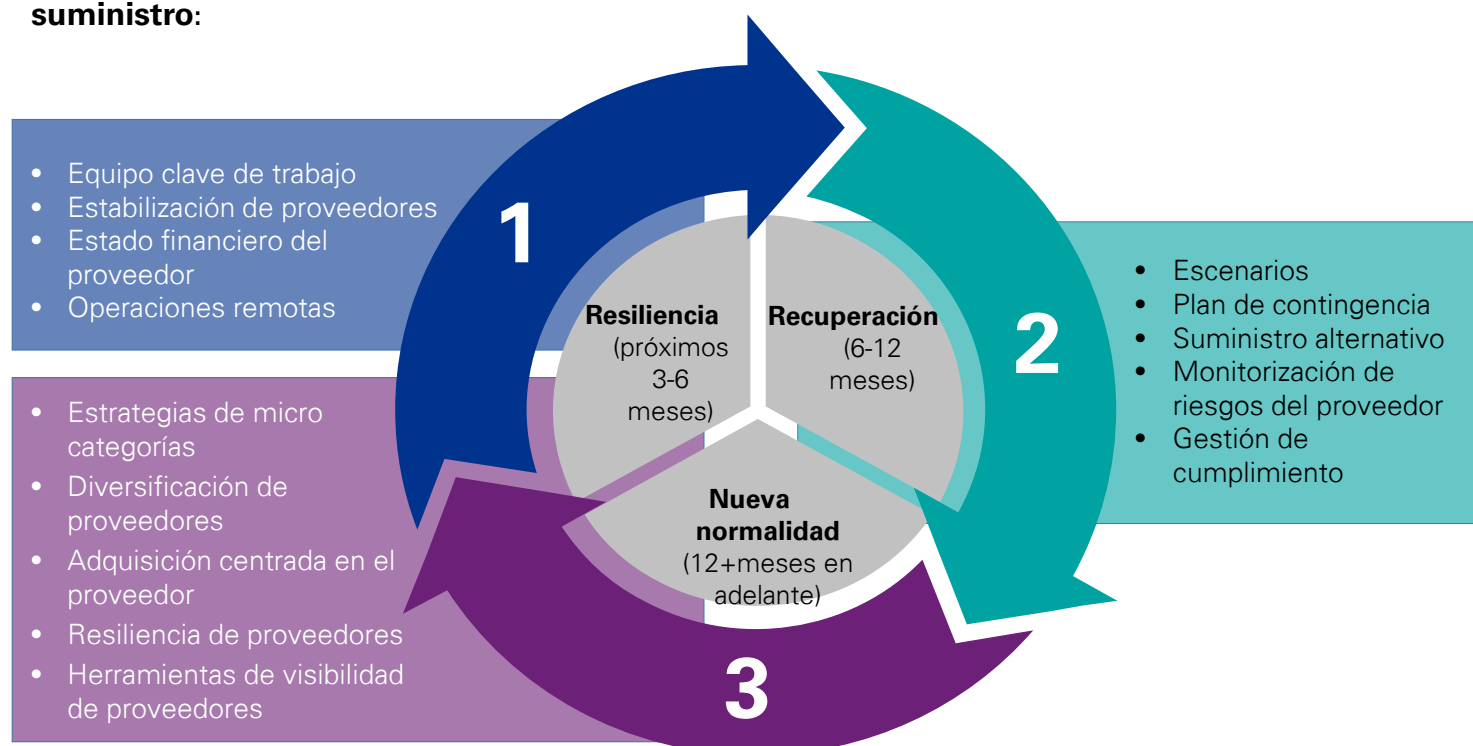 suministro:
• Equipo clave de trabajo
• Estabilización de proveedores
• Estado financiero del
proveedor
• Operaciones remotas
1
Resiliencia
(próximos
3-6
meses)
Recuperación
(6-12
meses)
2
• Escenarios
• Plan de contingencia
• Suministro alternativo
• Monitorización de
riesgos del proveedor
• Gestión de
cumplimiento
• Estrategias de micro
categorías
• Diversificación de
proveedores
• Adquisición centrada en el
proveedor
• Resiliencia de proveedores
• Herramientas de visibilidad
de proveedores
Nueva
normalidad
(12+meses en
adelante)
3